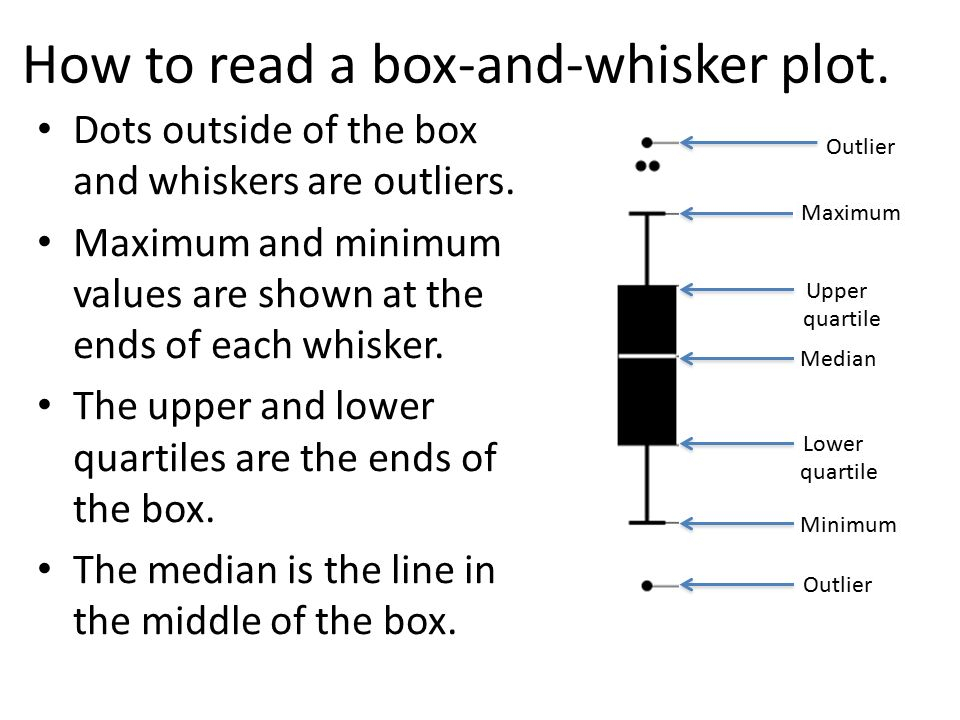 How to read a box-and-whisker plot.
• Dots outside of the box
and whiskers are outliers.
• Maximum and minimum
values are shown at the
ends of each whisker.
• The upper and lower
quartiles are the ends of
the box.
• The median is the line in
the middle of the box.
Outlier
Maximum
Upper
quartile
Median
Lower
quartile
Minimum
Outlier